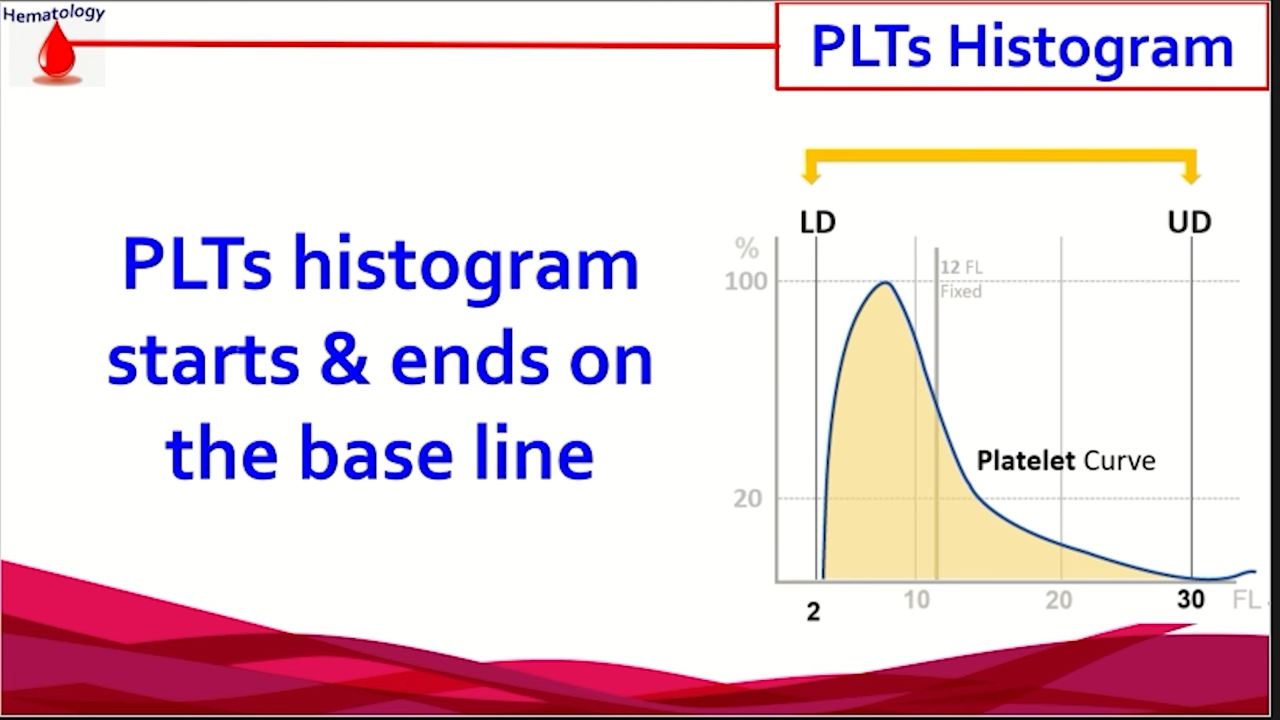 Hematology
PLTs Histogram
PLTs histogram
starts & ends on
the base line
LD
UD
%
100
12 FL
Fixed
Platelet Curve
20
2
10
20
30
FL